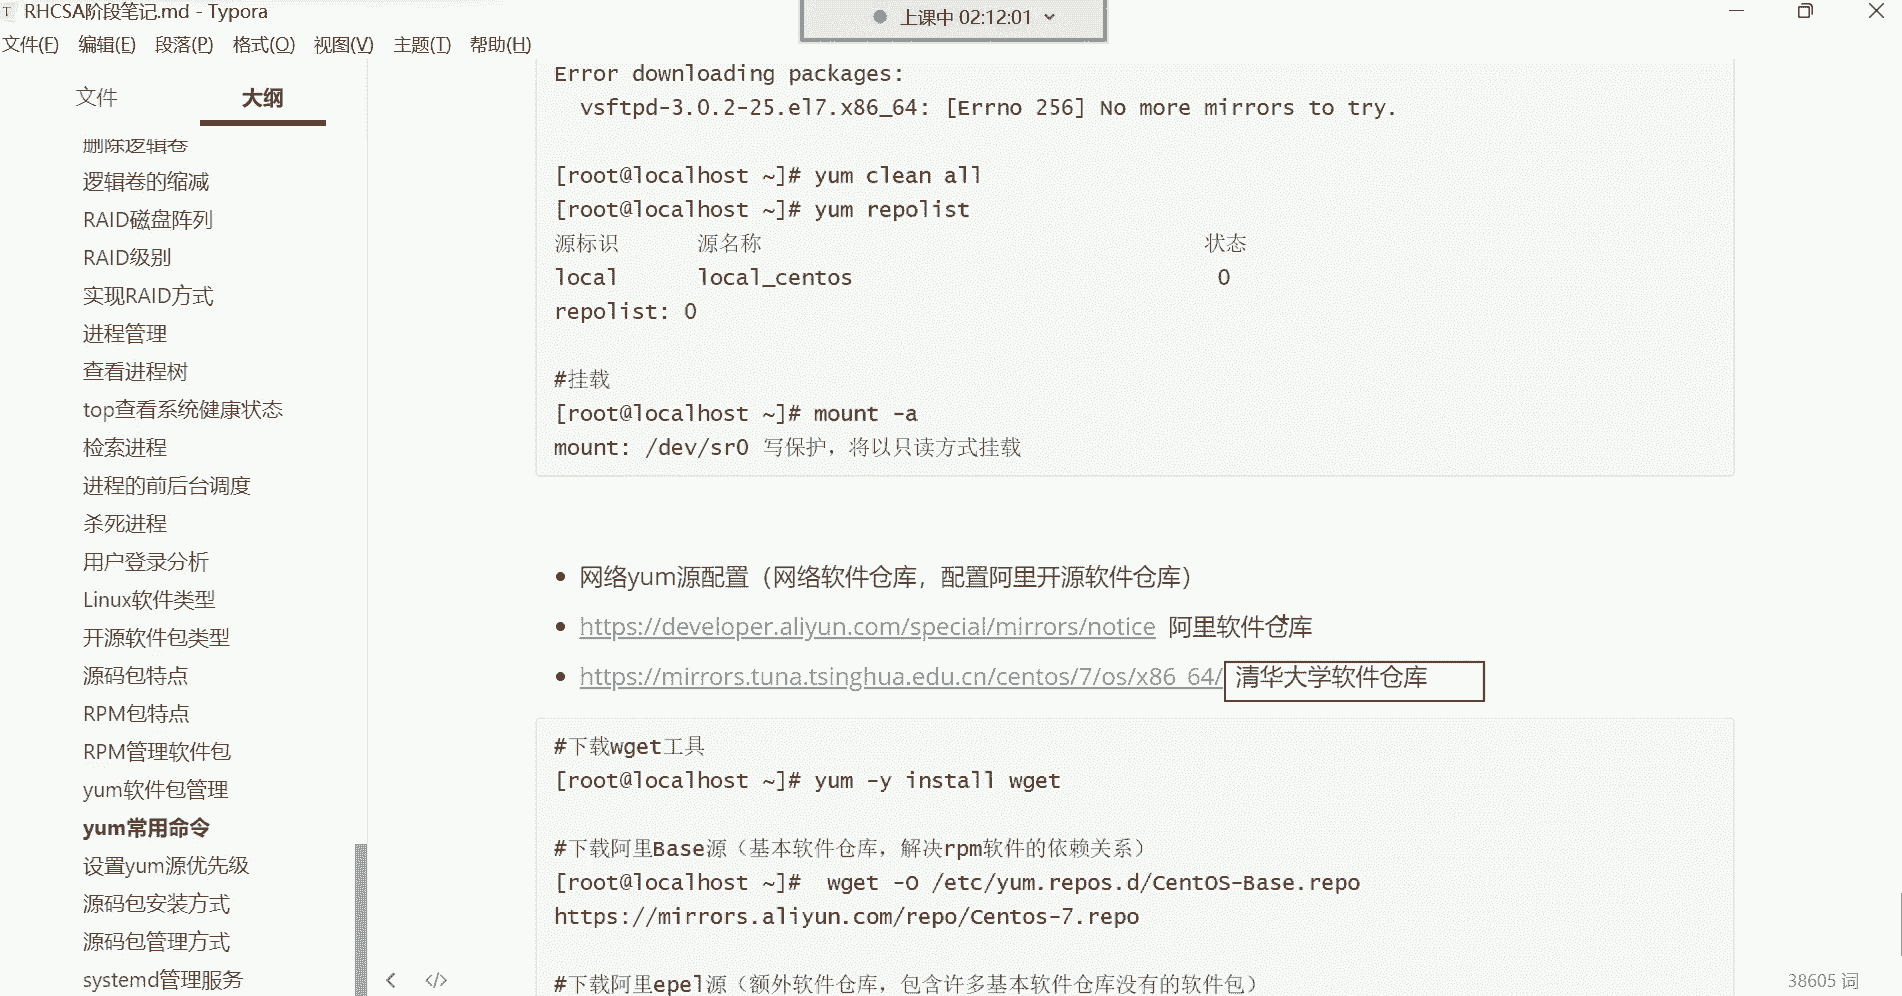 RHCSA阶段笔记.md - Typora
上课中 02:12:01
文件(F) 编辑(E) 段落(P) 格式(O) 视图(V) 主题(T) 帮助(H)
文件 大纲
删除逻辑卷
逻辑卷的缩减
RAID磁盘阵列
RAID级别
实现RAID方式
进程管理
查看进程树
top查看系统健康状态
检索进程
进程的前后台调度
杀死进程
用户登录分析
Linux软件类型
开源软件包类型
源码包特点
RPM包特点
RPM管理软件包
yum软件包管理
yum常用命令
设置yum源优先级
源码包安装方式
源码包管理方式
systemd管理服务
Error downloading packages:
vsftpd-3.0.2-25.el7.x86_64: [Errno 256] No more mirrors to try.
[root@localhost ~]# yum clean all
[root@localhost ~]# yum repolist
源标识 源名称 状态
local local_centos 0
repolist: 0
#挂载
[root@localhost ~]# mount -a
mount: /dev/sr0 写保护，将以只读方式挂载
网络yum源配置（网络软件仓库，配置阿里开源软件仓库）
https://developer.aliyun.com/special/mirrors/notice 阿里软件仓库
https://mirrors.tuna.tsinghua.edu.cn/centos/7/os/x86_64/ 清华大学软件仓库
#下载wget工具
[root@localhost ~]# yum -y install wget
#下载阿里Base源（基本软件仓库，解决rpm软件的依赖关系）
[root@localhost ~]# wget -O /etc/yum.repos.d/CentOS-Base.repo
https://mirrors.aliyun.com/repo/Centos-7.repo
#下载阿里epel源（额外软件仓库，包含许多基本软件仓库没有的软件包）
38605 词